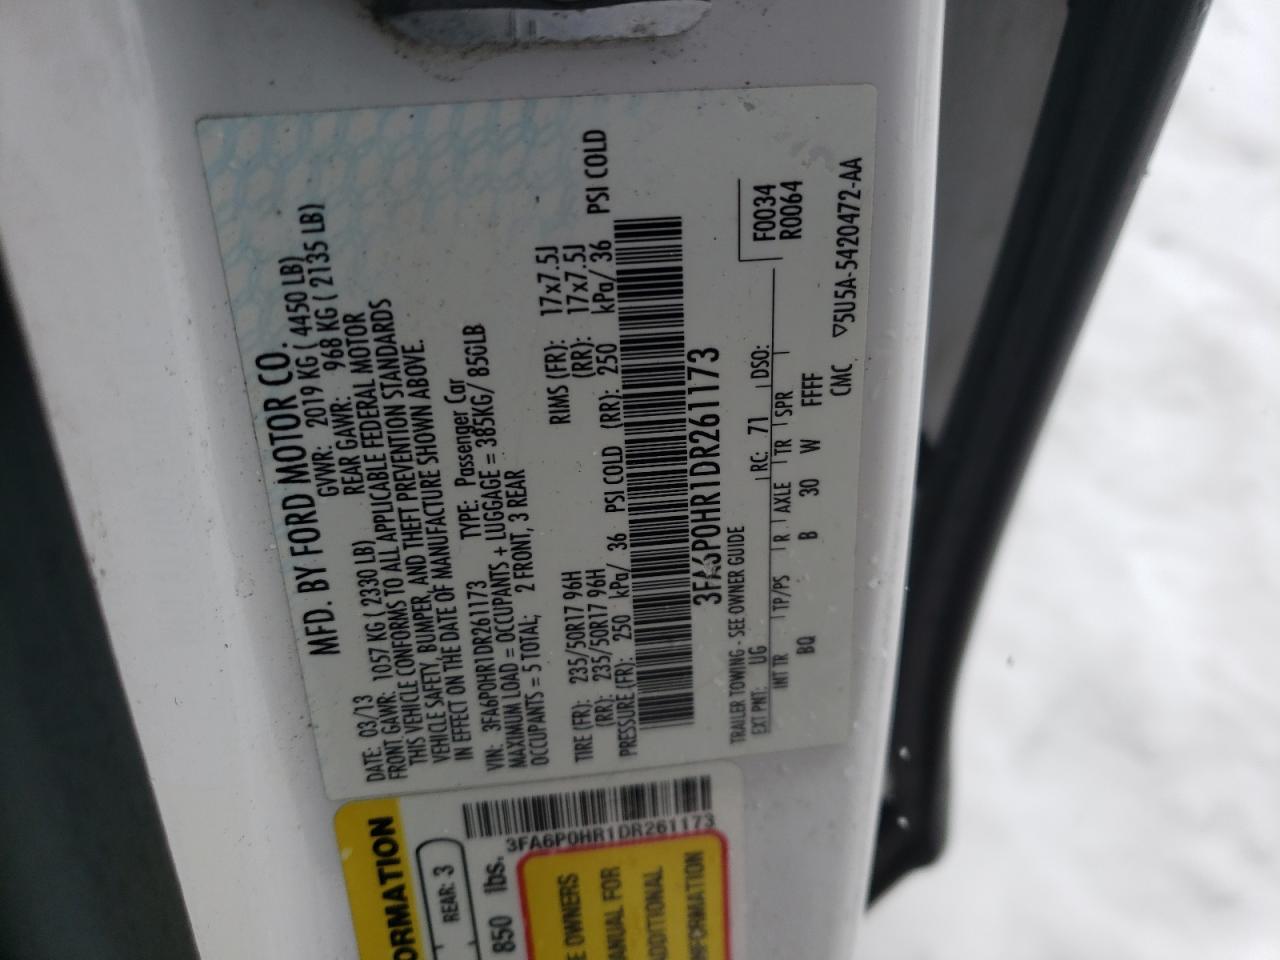 MFD. BY FORD MOTOR CO.
DATE: 03/13 GVWR: 2019 KG ( 4450 LB)
FRONT GAWR: 1057 KG ( 2330 LB) REAR GAWR: 968 KG ( 2135 LB)
THIS VEHICLE CONFORMS TO ALL APPLICABLE FEDERAL MOTOR
VEHICLE SAFETY, BUMPER, AND THEFT PREVENTION STANDARDS
IN EFFECT ON THE DATE OF MANUFACTURE SHOWN ABOVE.
VIN: 3FA6P0HR1DR261173 TYPE: Passenger Car
MAXIMUM LOAD = OCCUPANTS + LUGGAGE = 385KG/ 850LB
OCCUPANTS = 5 TOTAL; 2 FRONT, 3 REAR
TIRE (FR): 235/50R17 96H RIMS (FR): 17x7.5J
(RR): 235/50R17 96H (RR): 17x7.5J
PRESSURE (FR): 250 kPa/ 36 PSI COLD (RR): 250 kPa/ 36 PSI COLD
3FA6P0HR1DR261173
TRAILER TOWING - SEE OWNER GUIDE F0034
EXT PNT: UG RC: 71 DSO: R0064
INT TR TP/PS R AXLE TR SPR
BQ B 30 W FFFF
CMC ▽5U5A-5420472-AA
ORMATION
REAR: 3
850 lbs.
3FA6P0HR1DR261173
E OWNERS
ANUAL FOR
ADDITIONAL
INFORMATION